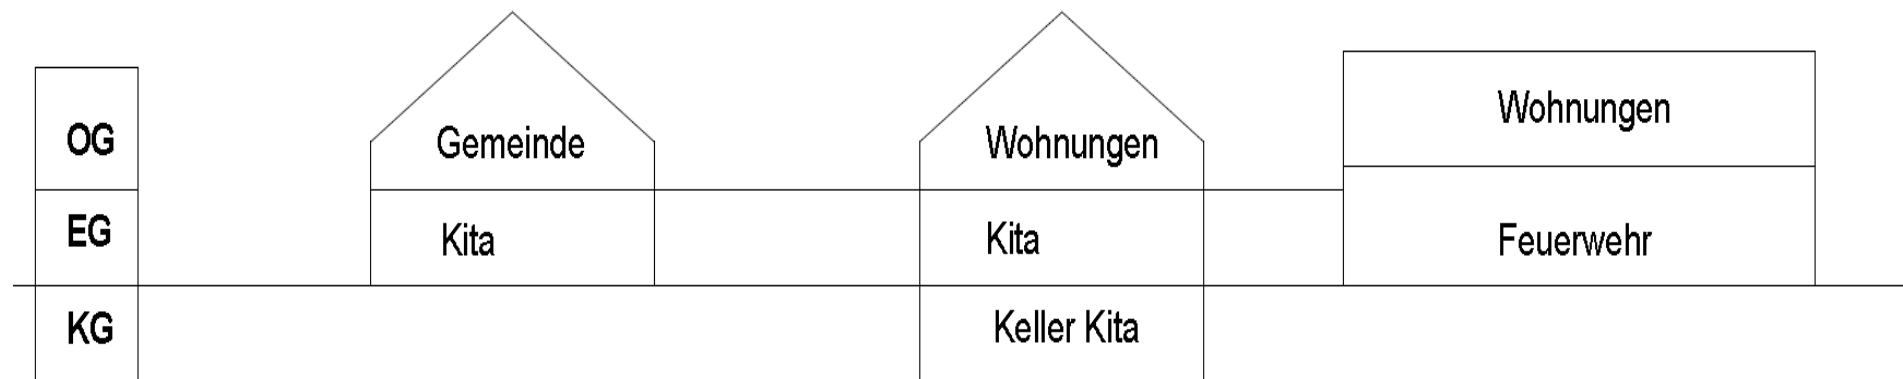 OG
Gemeinde
Wohnungen
Wohnungen
EG
Kita
Kita
Feuerwehr
KG
Keller Kita